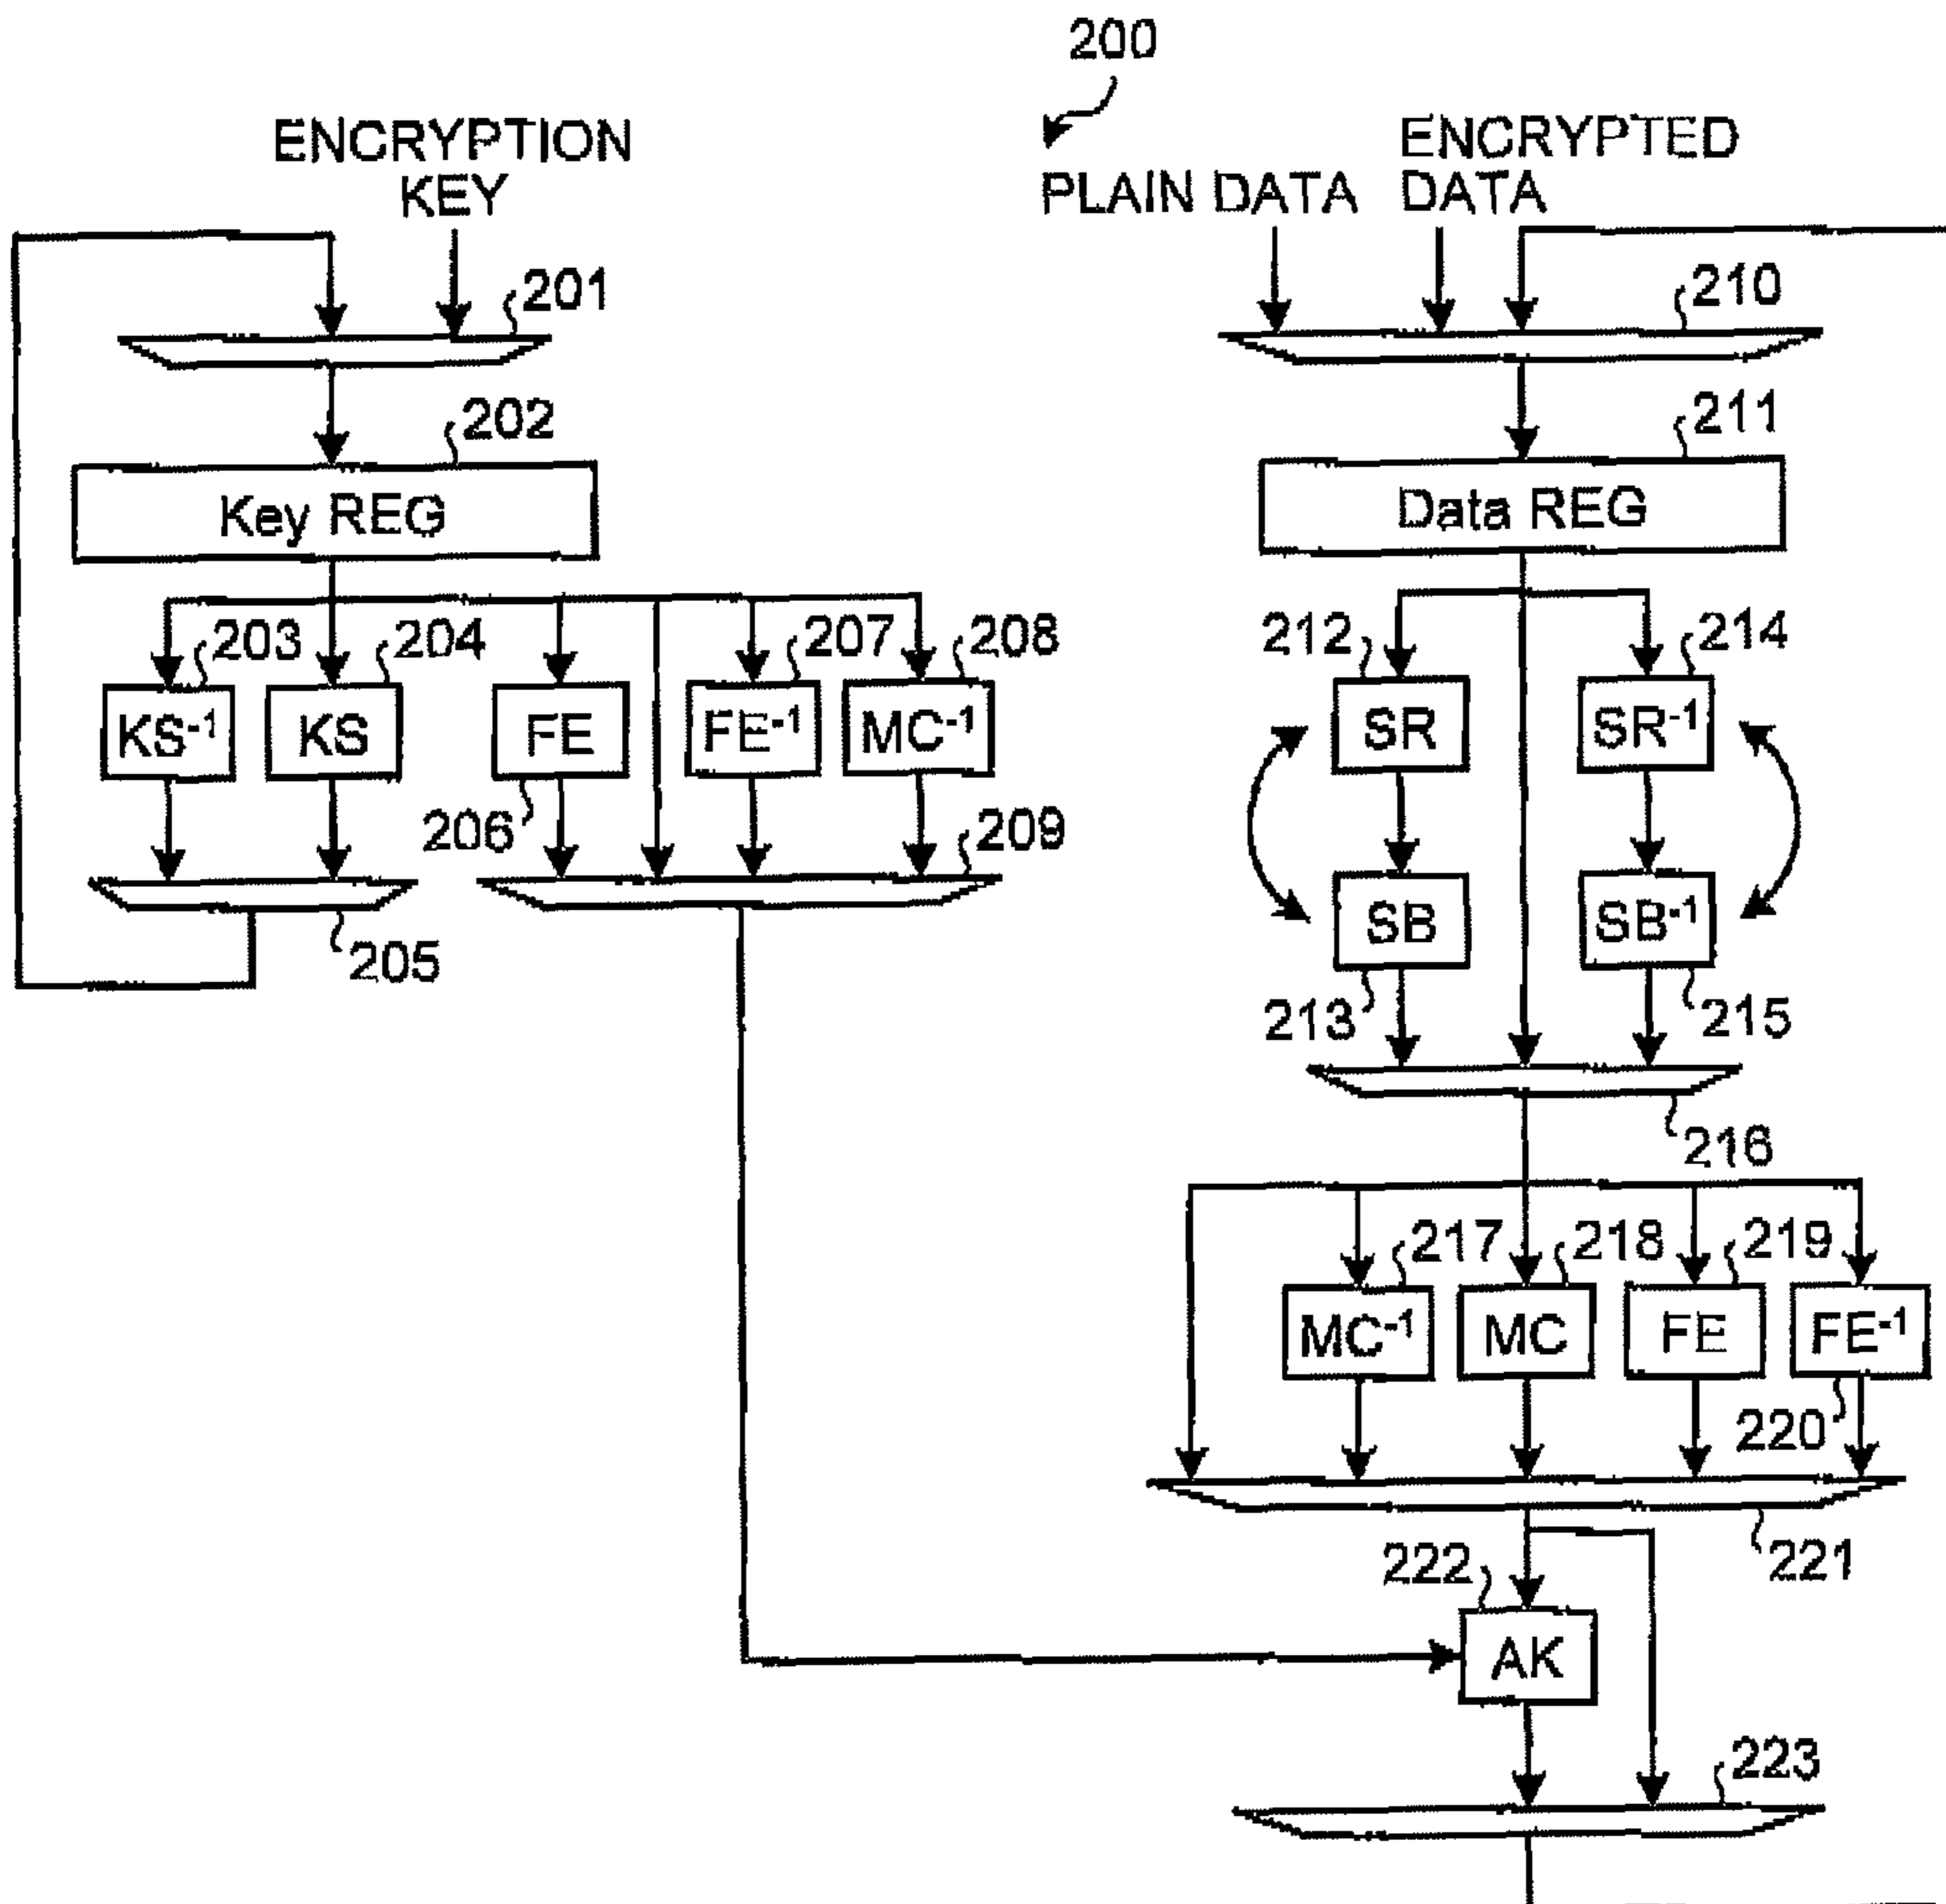 200
ENCRYPTION
KEY
PLAIN DATA
ENCRYPTED
DATA
201
210
202
211
Key REG
Data REG
203
204
207
208
212
214
KS-1
KS
FE
FE-1
MC-1
SR
SR-1
206
209
205
SB
SB-1
213
215
216
217
218
219
MC-1
MC
FE
FE-1
220
221
222
AK
223